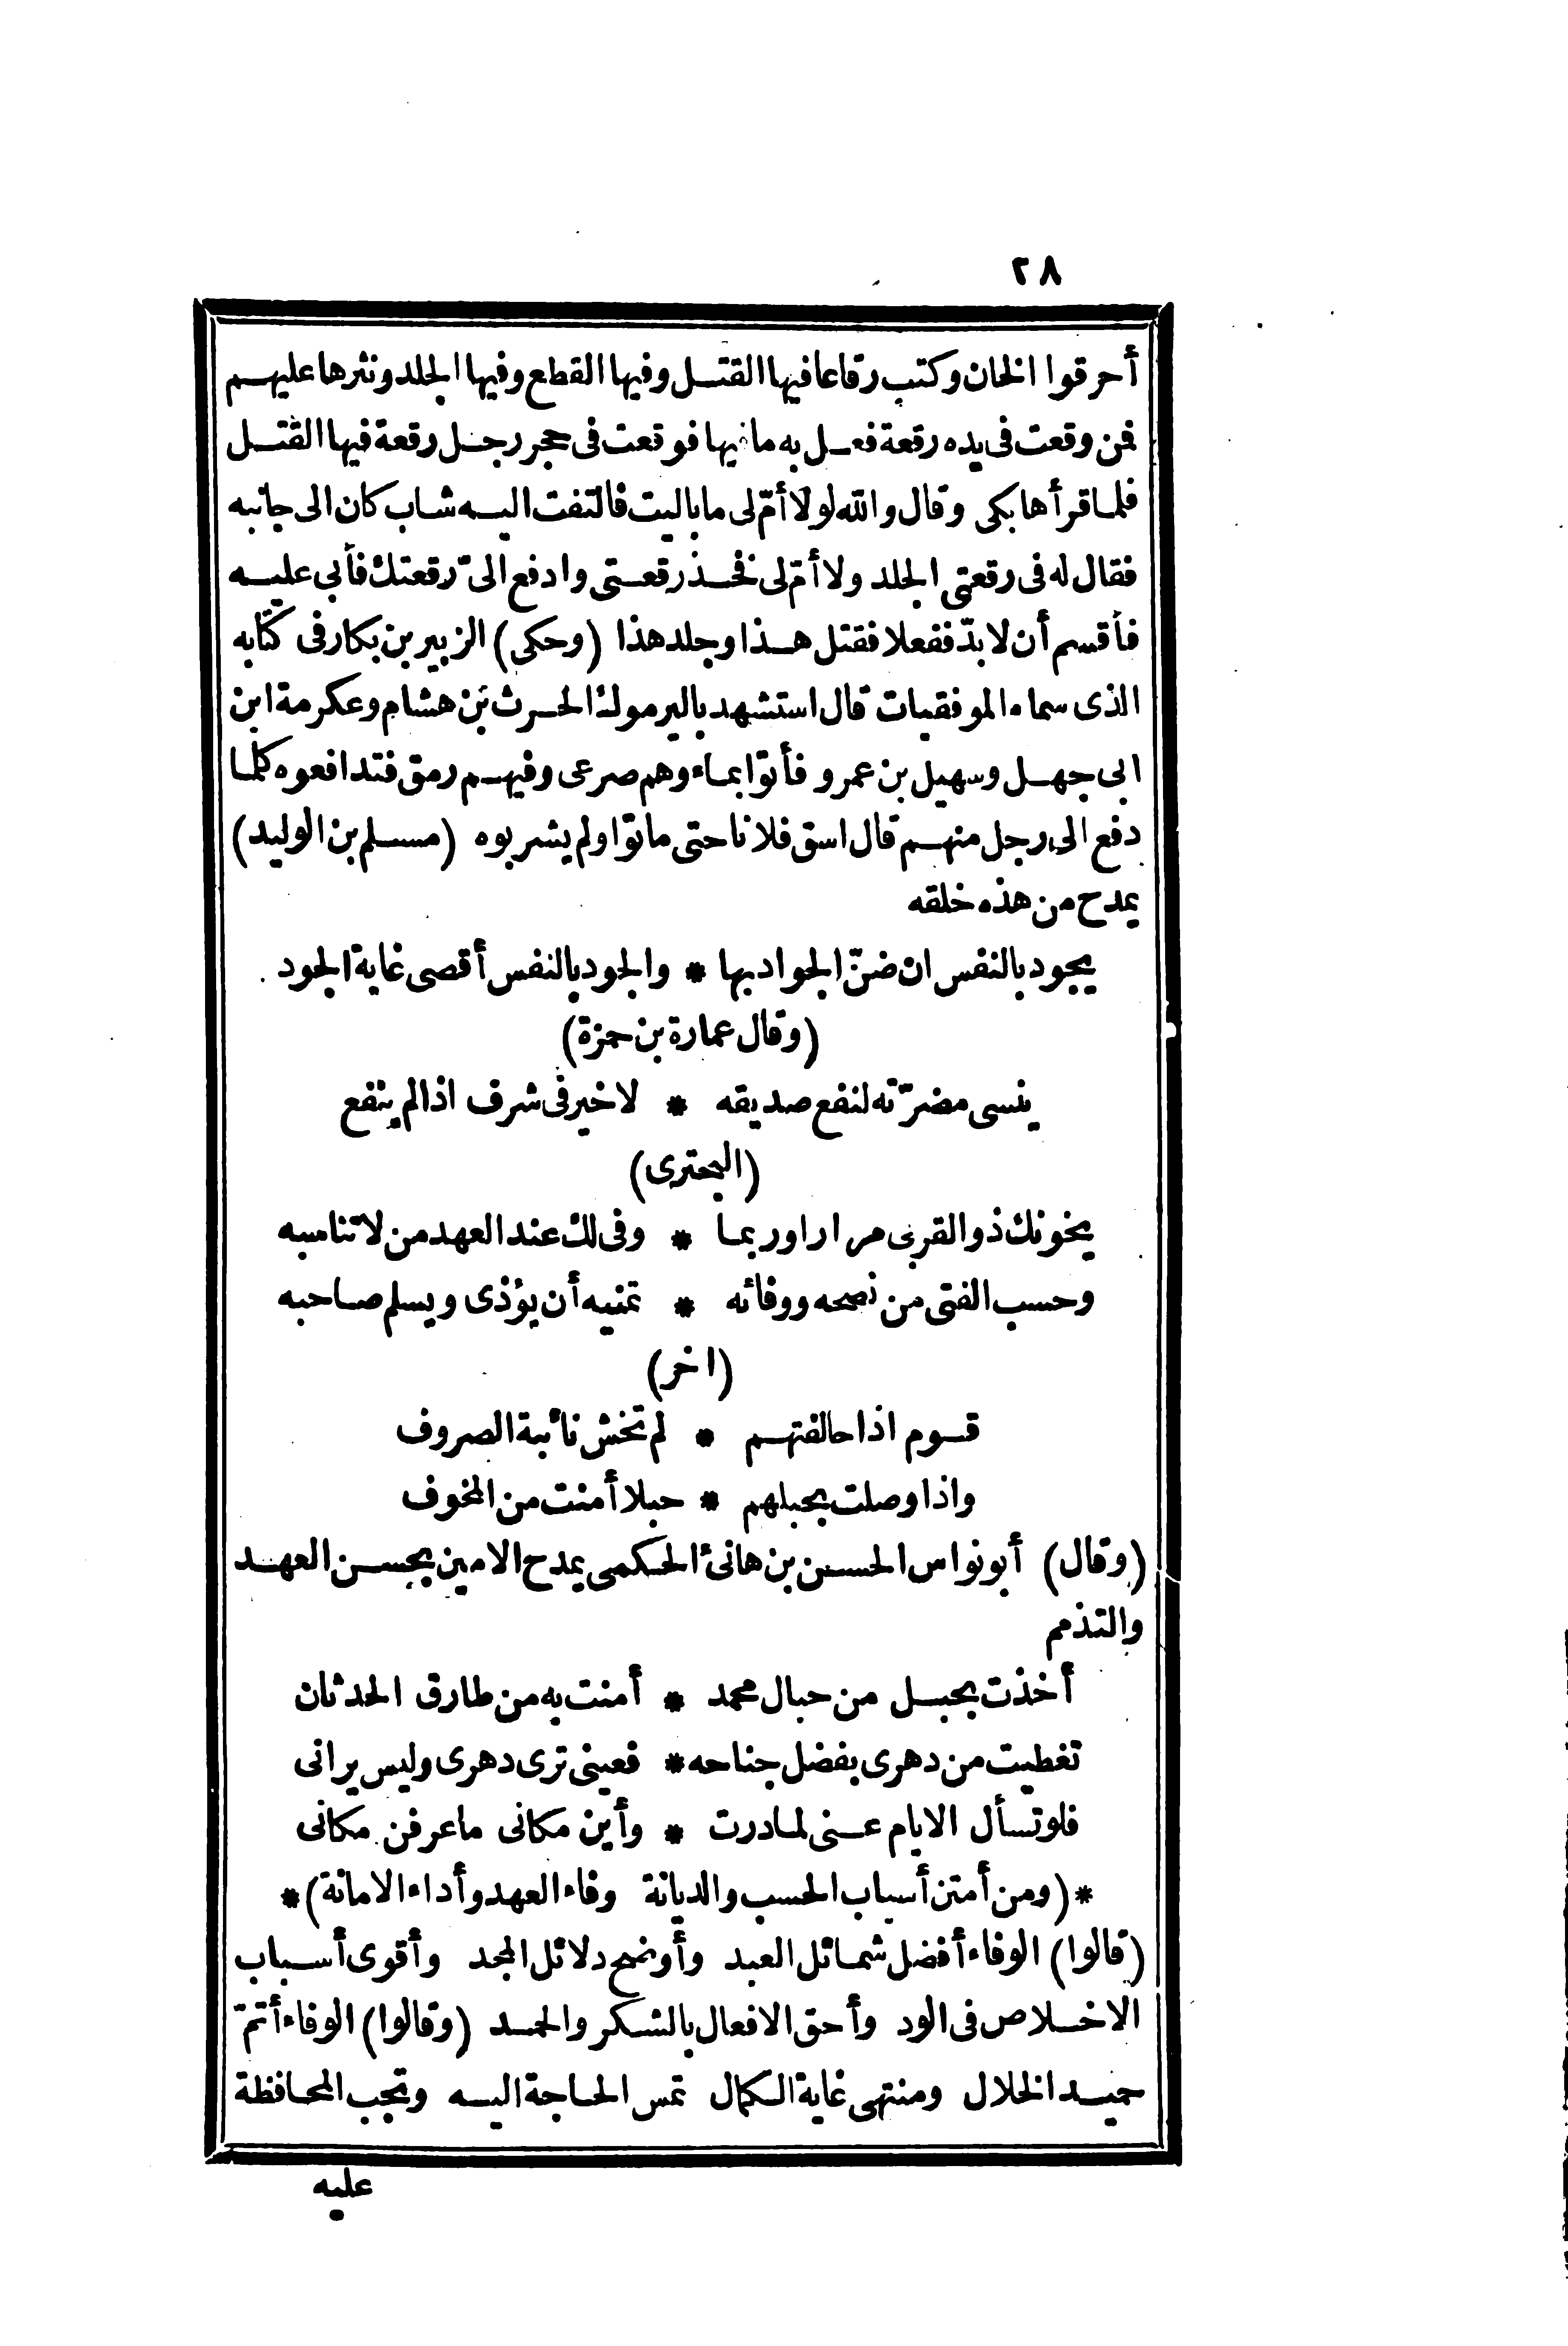 ٢٨
أحرقوا الخان وكتب رقاعا فيها القتل وفيها القطع وفيها الجلد ونثرها عليهم
فمن وقعت فى يده رقعة فعل به ما فيها فوقعت فى حجر رجل رقعة فيها القتل
فلما قرأها بكى وقال والله لولا أمّ لى ما باليت فالتفت اليه شاب كان الى جانبه
فقال له فى رقعتى الجلد ولا أمّ لى فخذ رقعتى وادفع الىّ رقعتك فأبى عليه
فأقسم أن لا بدّ ففعلا فقتل هذا وجلد هذا (وحكى) الزبير بن بكار فى كتابه
الذى سماه الموفقيات قال استشهد باليرموك الحرث بن هشام وعكرمة ابن
ابى جهل وسهيل بن عمرو فأتوا بماء وهم صرعى وفيهم رمق فتدافعوه كلما
دفع الى رجل منهم قال اسق فلانا حتى ماتوا ولم يشربوه (مسلم بن الوليد)
يمدح من هذه خلقه
يجود بالنفس ان ضنّ الجواد بها * والجود بالنفس أقصى غاية الجود
(وقال عمارة بن حمزة)
ينسى مضرّته لنفع صديقه * لا خير فى شرف اذا لم ينفع
(البحترى)
يخونك ذو القربى مرارا وربما * وفى لك عند العهد من لا تناسبه
وحسب الفتى من نصحه ووفائه * تمنيه أن يؤذى ويسلم صاحبه
(اخر)
قوم اذا حالفتهم * لم تخش نائبة الصروف
واذا وصلت بحبلهم * حبلا أمنت من المخوف
(وقال) أبو نواس الحسن بن هانئ الحكمى يمدح الامين بحسن العهد
والتذمم
أخذت بحبل من حبال محمد * أمنت به من طارق الحدثان
تغطيت من دهرى بفضل جناحه * فعينى ترى دهرى وليس يرانى
فلو تسأل الايام عنى لما درت * وأين مكانى ما عرفن مكانى
*(ومن أمتن أسباب الحسب والديانة وفاء العهد وأداء الامانة)*
(قالوا) الوفاء أفضل شمائل العبد وأوضح دلائل المجد وأقوى أسباب
الاخلاص فى الود وأحق الافعال بالشكر والحمد (وقالوا) الوفاء أتمّ
حميد الخلال ومنتهى غاية الكمال تمس الحاجة اليه وتجب المحافظة
عليه